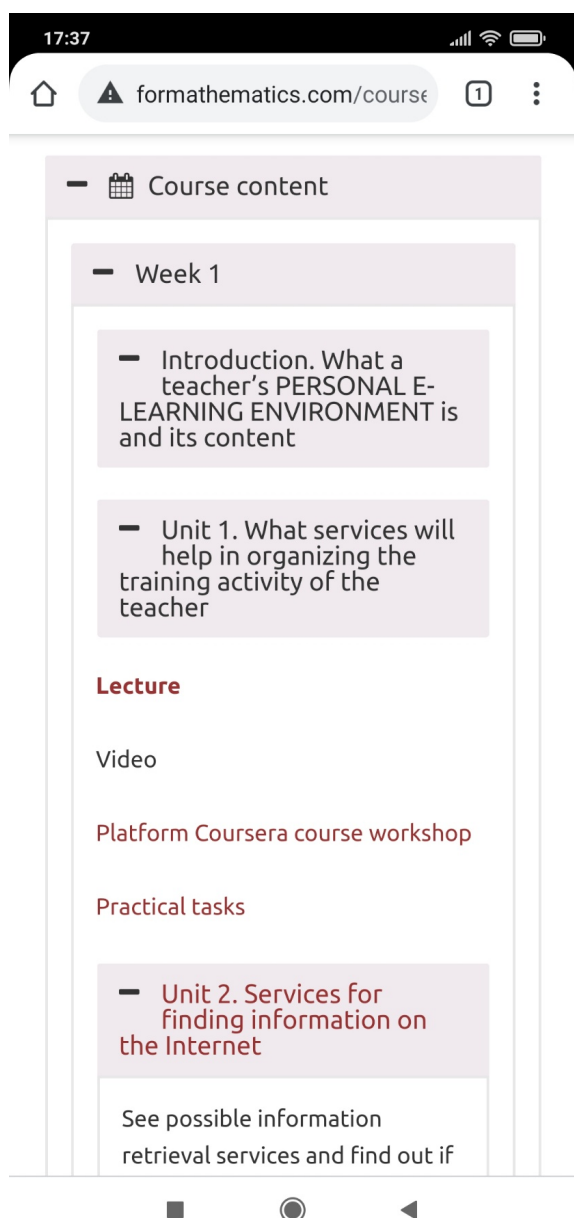 17:37
formathematics.com/course
1
Course content
Week 1
Introduction. What a
teacher's PERSONAL E-
LEARNING ENVIRONMENT is
and its content
Unit 1. What services will
help in organizing the
training activity of the
teacher
Lecture
Video
Platform Coursera course workshop
Practical tasks
Unit 2. Services for
finding information on
the Internet
See possible information
retrieval services and find out if